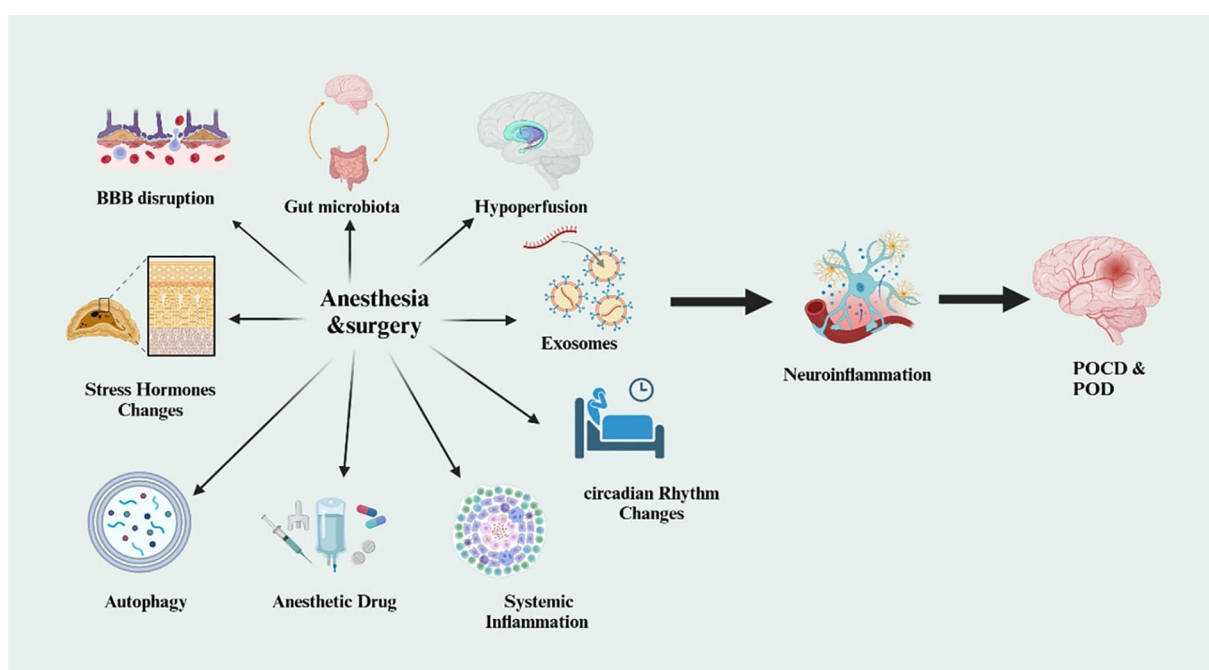 BBB disruption
Gut microbiota
Hypoperfusion
Anesthesia
&surgery
Exosomes
Stress Hormones
Changes
Neuroinflammation
POCD &
POD
circadian Rhythm
Changes
Autophagy
Anesthetic Drug
Systemic
Inflammation